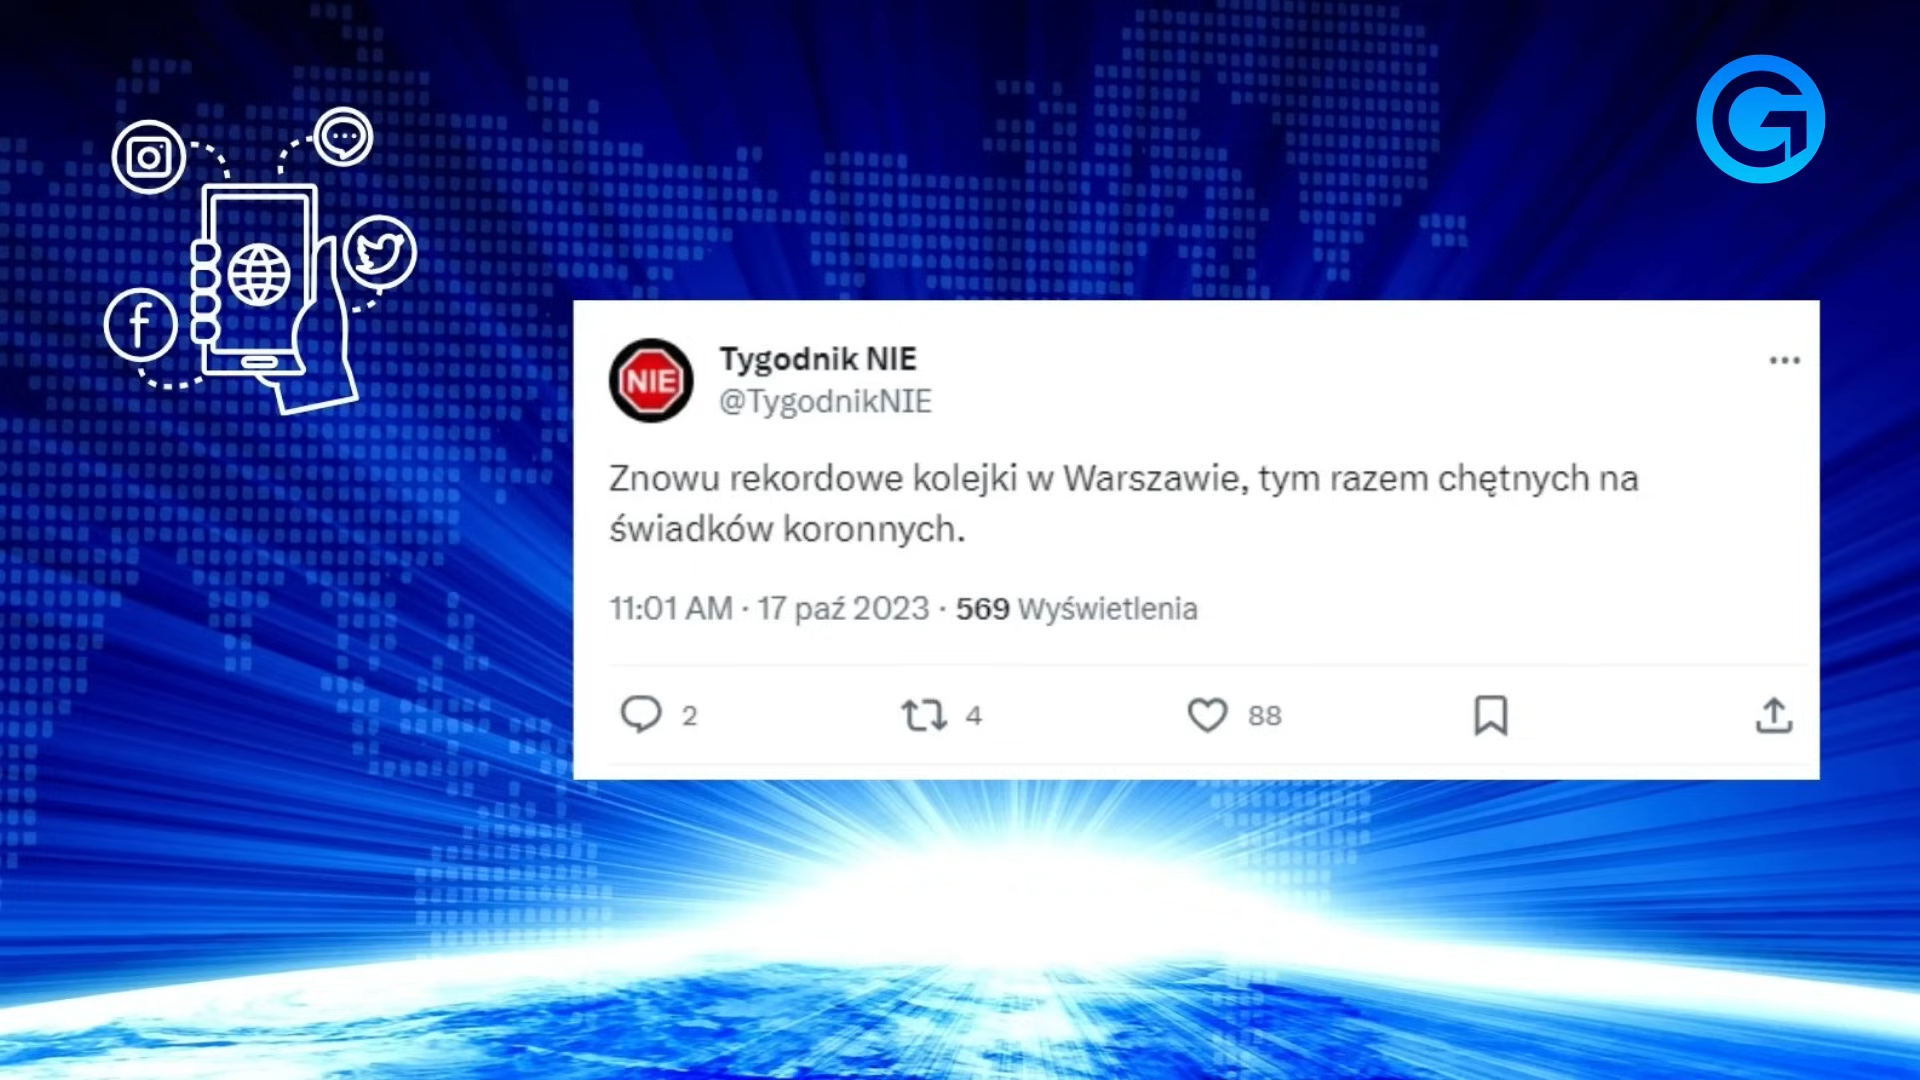 NIE
Tygodnik NIE
@TygodnikNIE
Znowu rekordowe kolejki w Warszawie, tym razem chętnych na
świadków koronnych.
11:01 AM · 17 paź 2023 · 569 Wyświetlenia
2 4 88